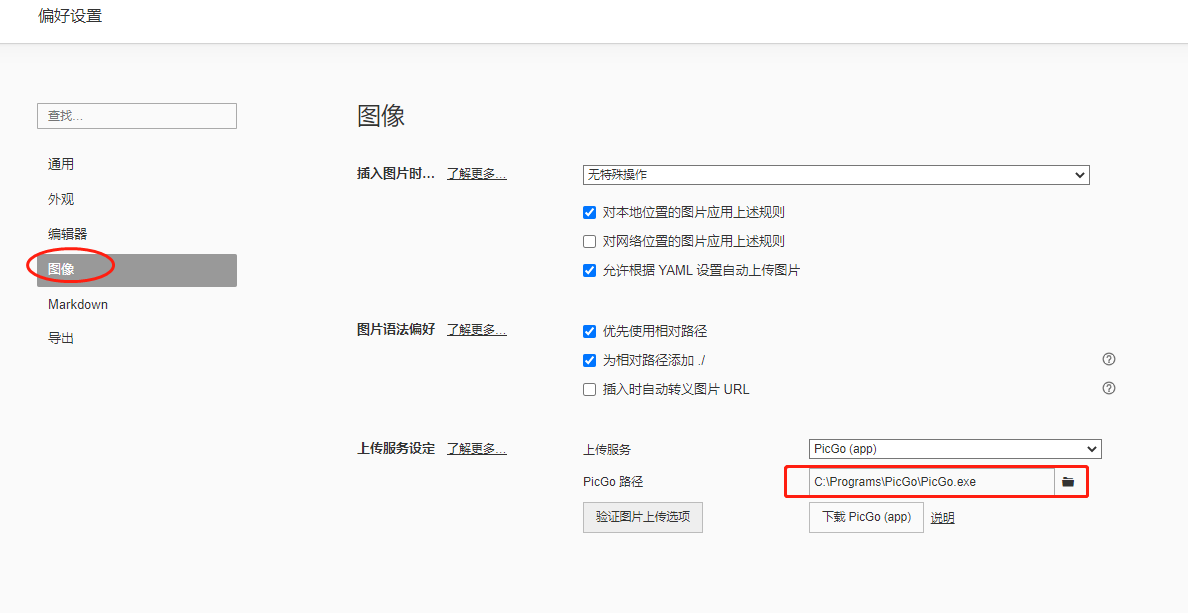 偏好设置
查找...
通用
外观
编辑器
图像
Markdown
导出
图像
插入图片时... 了解更多... 无特殊操作
对本地位置的图片应用上述规则
对网络位置的图片应用上述规则
允许根据 YAML 设置自动上传图片
图片语法偏好 了解更多... 优先使用相对路径
为相对路径添加 ./
插入时自动转义图片 URL
上传服务设定 了解更多... 上传服务 PicGo (app)
PicGo 路径 C:\Programs\PicGo\PicGo.exe
验证图片上传选项 下载 PicGo (app) 说明